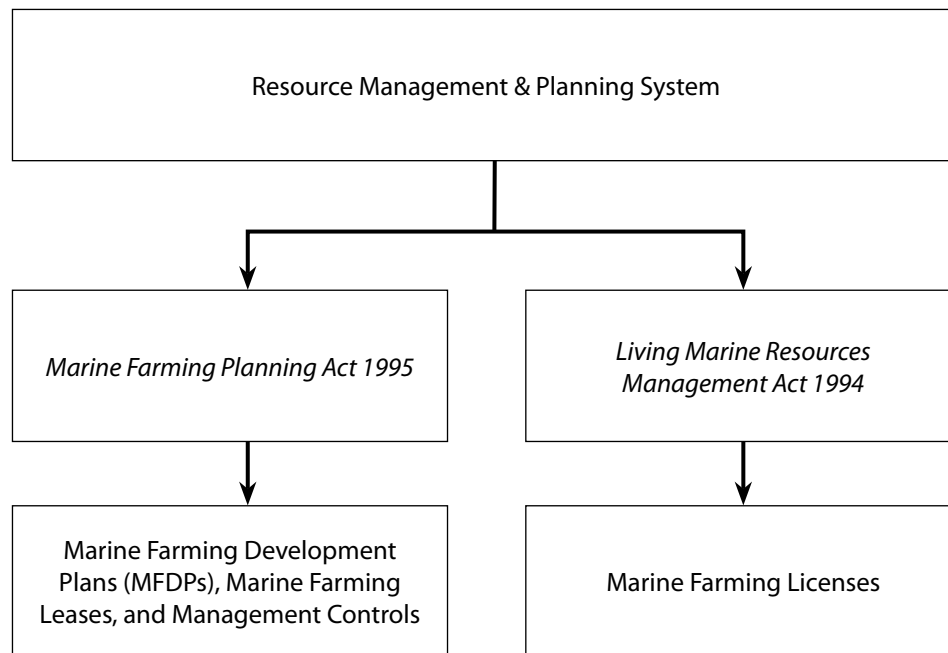 Resource Management & Planning System
Marine Farming Planning Act 1995
Living Marine Resources
Management Act 1994
Marine Farming Development
Plans (MFDPs), Marine Farming
Leases, and Management Controls
Marine Farming Licenses